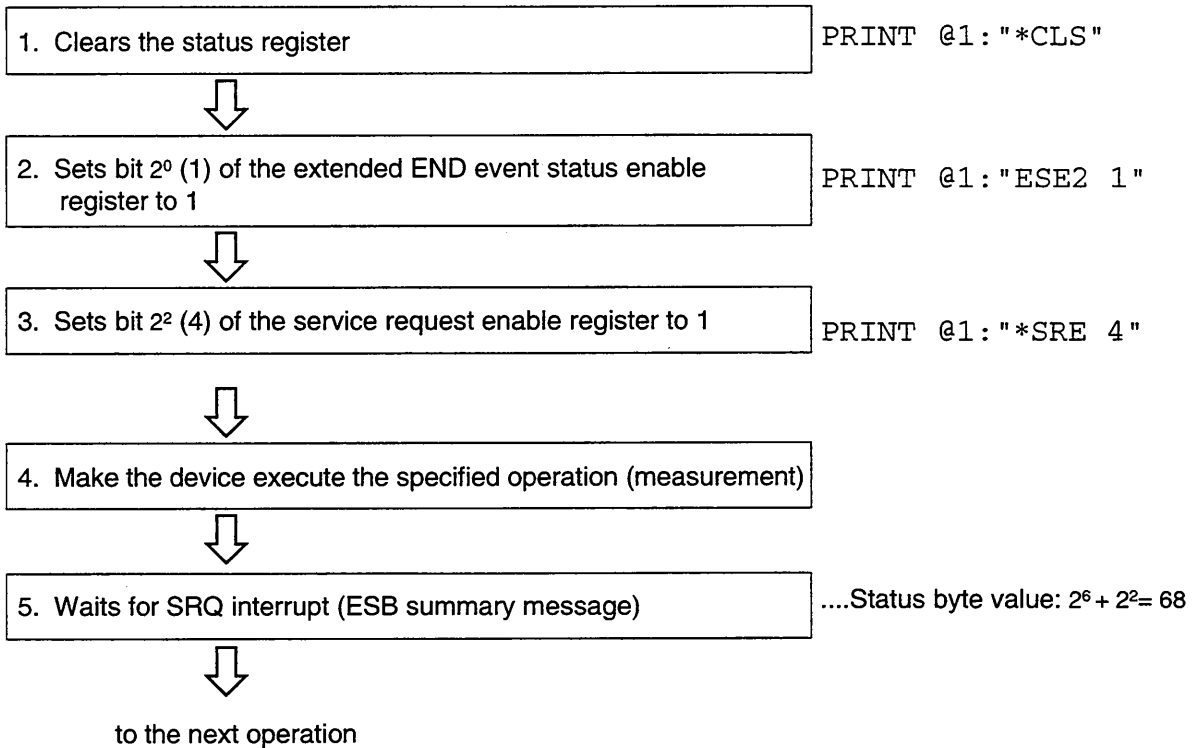 1. Clears the status register
PRINT @1:"*CLS"
2. Sets bit 2⁰ (1) of the extended END event status enable
register to 1
PRINT @1:"ESE2 1"
3. Sets bit 2² (4) of the service request enable register to 1
PRINT @1:"*SRE 4"
4. Make the device execute the specified operation (measurement)
5. Waits for SRQ interrupt (ESB summary message)
....Status byte value: 2⁶ + 2² = 68
to the next operation